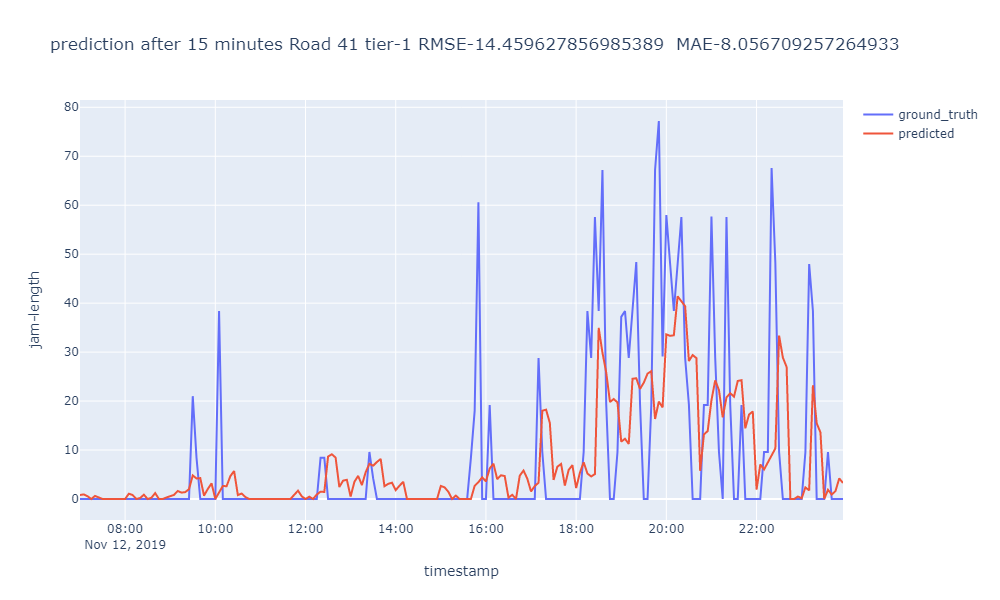 prediction after 15 minutes Road 41 tier-1 RMSE-14.459627856985389  MAE-8.056709257264933
ground_truth
predicted
80
70
60
50
40
30
20
10
0
jam-length
08:00 10:00 12:00 14:00 16:00 18:00 20:00 22:00
Nov 12, 2019
timestamp